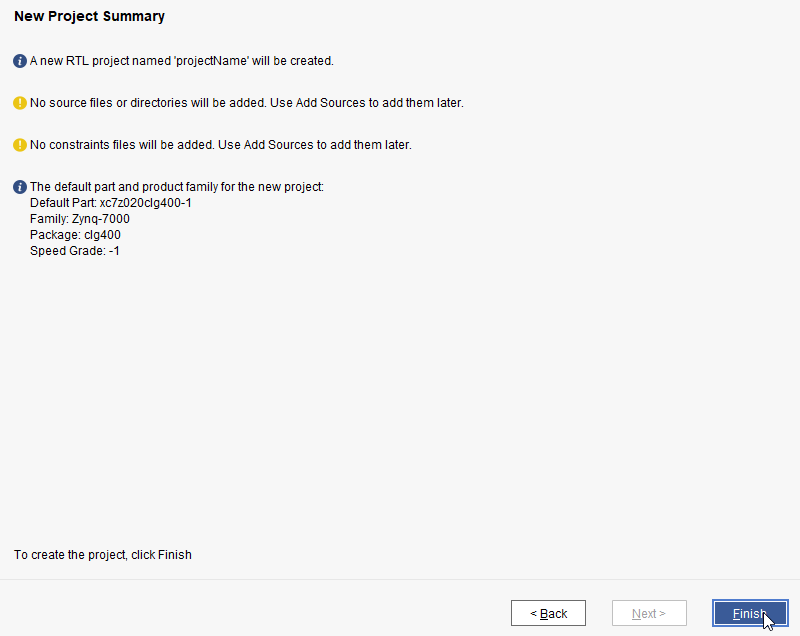 New Project Summary
A new RTL project named 'projectName' will be created.
No source files or directories will be added. Use Add Sources to add them later.
No constraints files will be added. Use Add Sources to add them later.
The default part and product family for the new project:
Default Part: xc7z020clg400-1
Family: Zynq-7000
Package: clg400
Speed Grade: -1
To create the project, click Finish
< Back
Next >
Finish